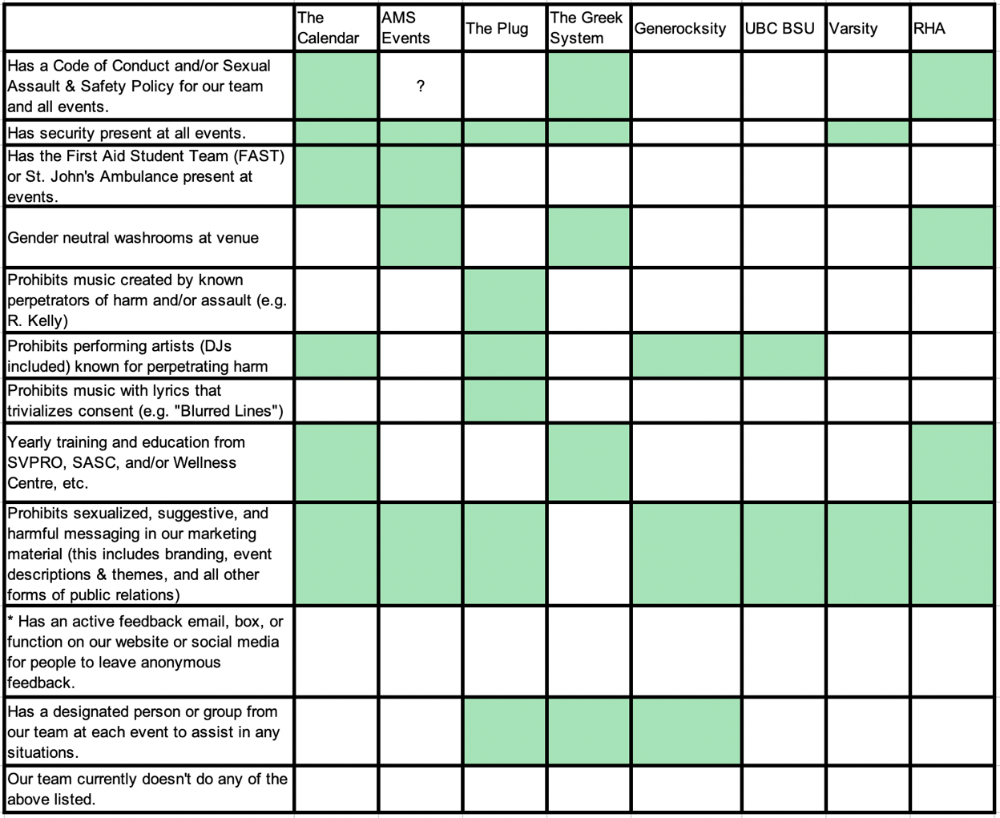 The
Calendar
AMS
Events
The Plug
The Greek
System
Generocksity
UBC BSU
Varsity
RHA
Has a Code of Conduct and/or Sexual
Assault & Safety Policy for our team
and all events.
?
Has security present at all events.
Has the First Aid Student Team (FAST)
or St. John's Ambulance present at
events.
Gender neutral washrooms at venue
Prohibits music created by known
perpetrators of harm and/or assault (e.g.
R. Kelly)
Prohibits performing artists (DJs
included) known for perpetrating harm
Prohibits music with lyrics that
trivializes consent (e.g. "Blurred Lines")
Yearly training and education from
SVPRO, SASC, and/or Wellness
Centre, etc.
Prohibits sexualized, suggestive, and
harmful messaging in our marketing
material (this includes branding, event
descriptions & themes, and all other
forms of public relations)
* Has an active feedback email, box, or
function on our website or social media
for people to leave anonymous
feedback.
Has a designated person or group from
our team at each event to assist in any
situations.
Our team currently doesn't do any of the
above listed.